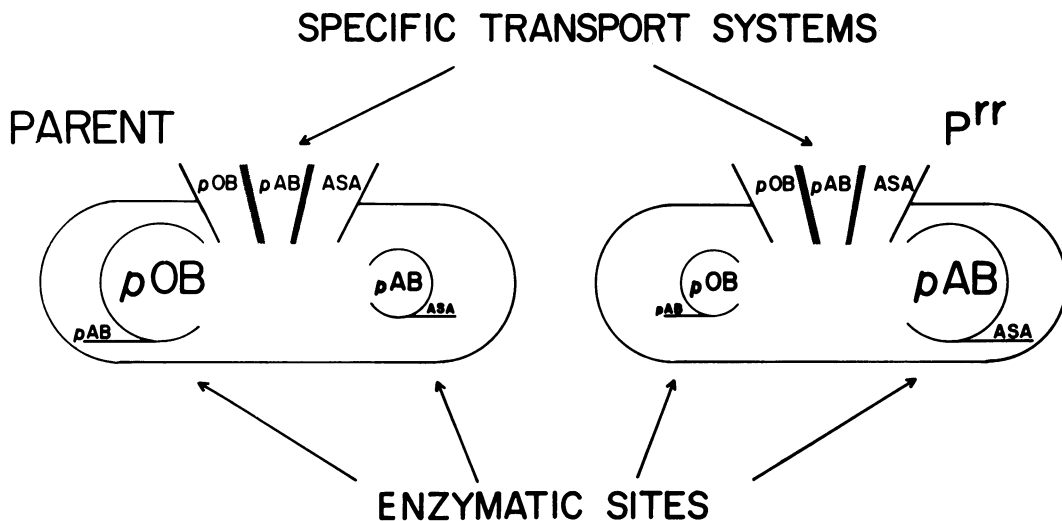 SPECIFIC TRANSPORT SYSTEMS
PARENT
Prr
pOB pAB ASA
pOB pAB ASA
pOB
pAB
pAB
ASA
pOB
pAB
pAB
ASA
ENZYMATIC SITES